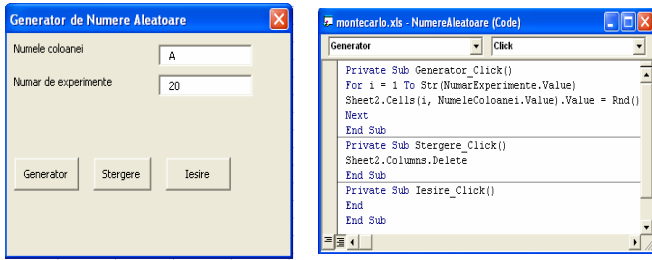 Generator de Numere Aleatoare
Numele coloanei
A
Numar de experimente
20
Generator
Stergere
Iesire
montecarlo.xls - NumereAleatoare (Code)
Generator
Click
Private Sub Generator_Click()
For i = 1 To Str(NumarExperimente.Value)
Sheet2.Cells(i, NumeleColoanei.Value).Value = Rnd()
Next
End Sub
Private Sub Stergere_Click()
Sheet2.Columns.Delete
End Sub
Private Sub Iesire_Click()
End
End Sub